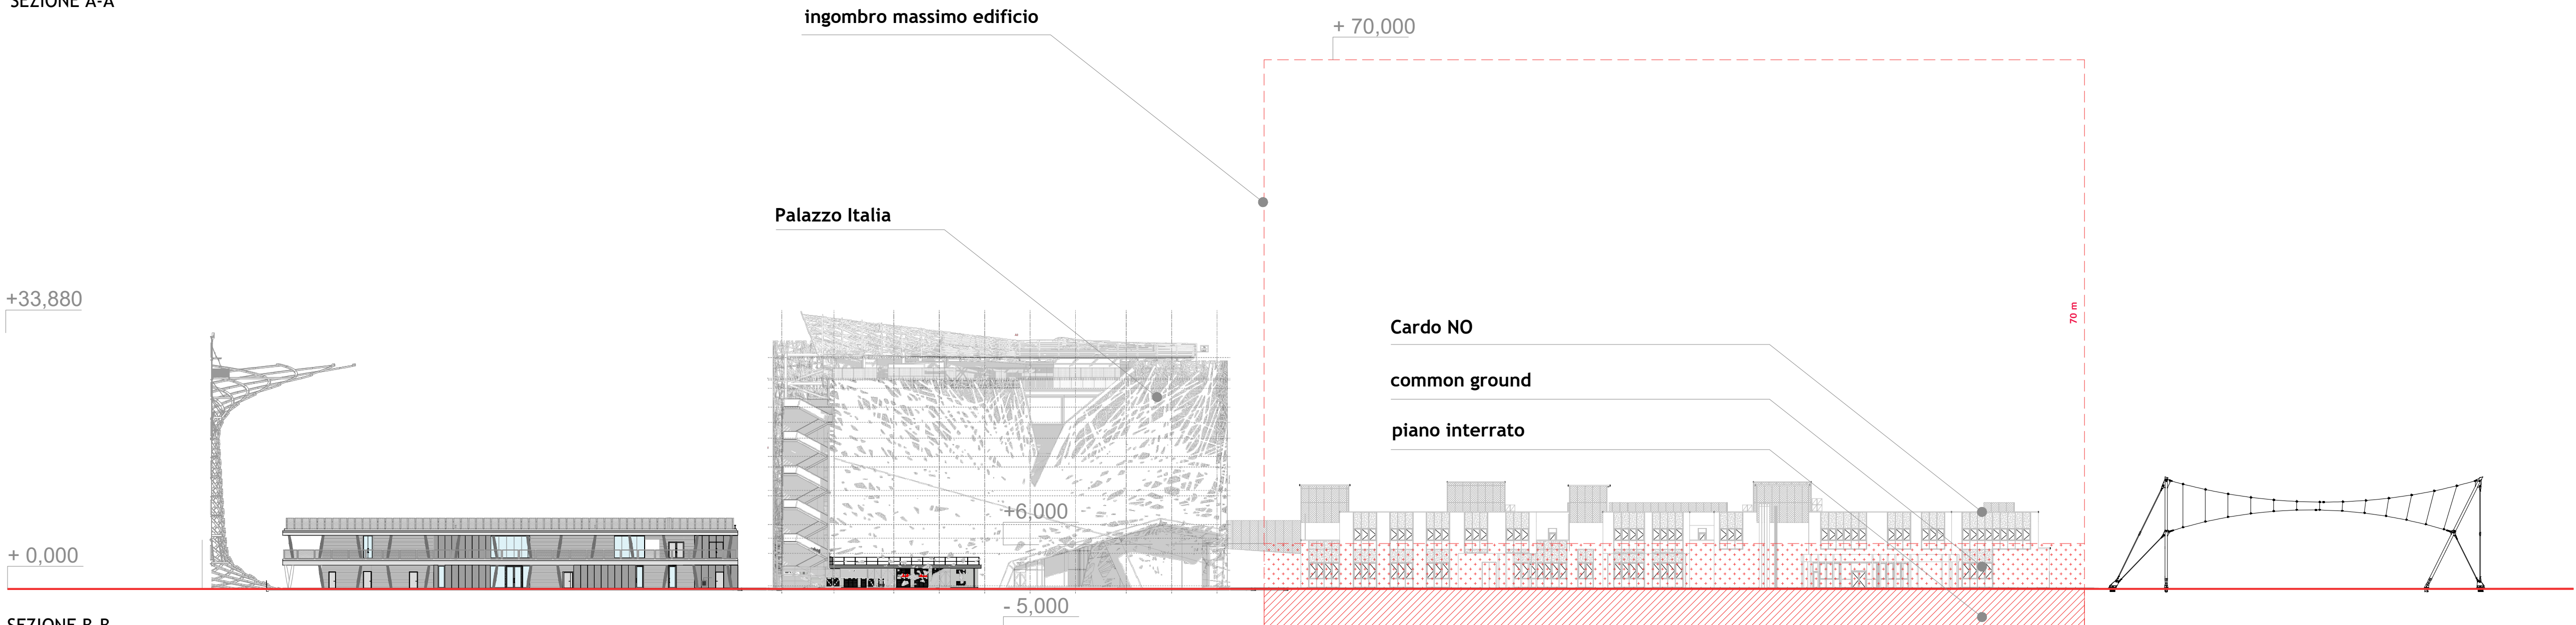 SEZIONE A-A
ingombro massimo edificio
+ 70,000
Palazzo Italia
+33,880
70 m
Cardo NO
common ground
piano interrato
+6,000
+ 0,000
- 5,000
SEZIONE B-B